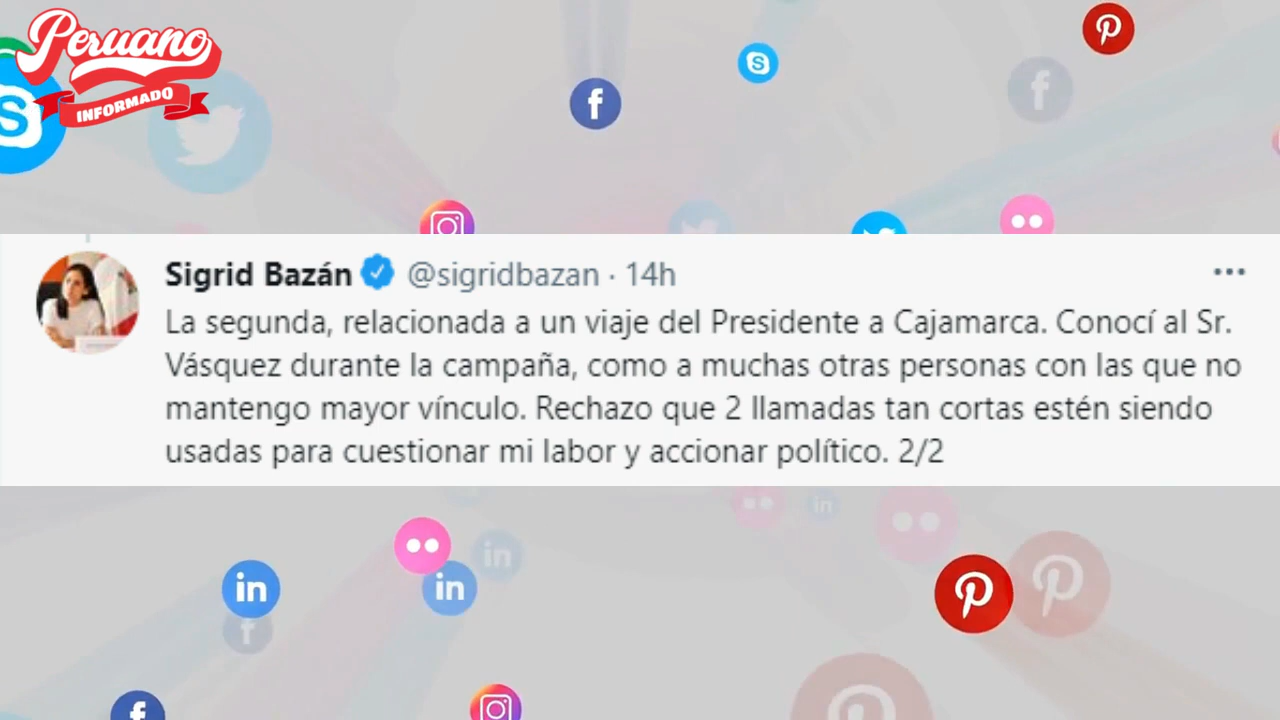 Peruano
INFORMADO
Sigrid Bazán @sigridbazan · 14h
La segunda, relacionada a un viaje del Presidente a Cajamarca. Conocí al Sr.
Vásquez durante la campaña, como a muchas otras personas con las que no
mantengo mayor vínculo. Rechazo que 2 llamadas tan cortas estén siendo
usadas para cuestionar mi labor y accionar político. 2/2